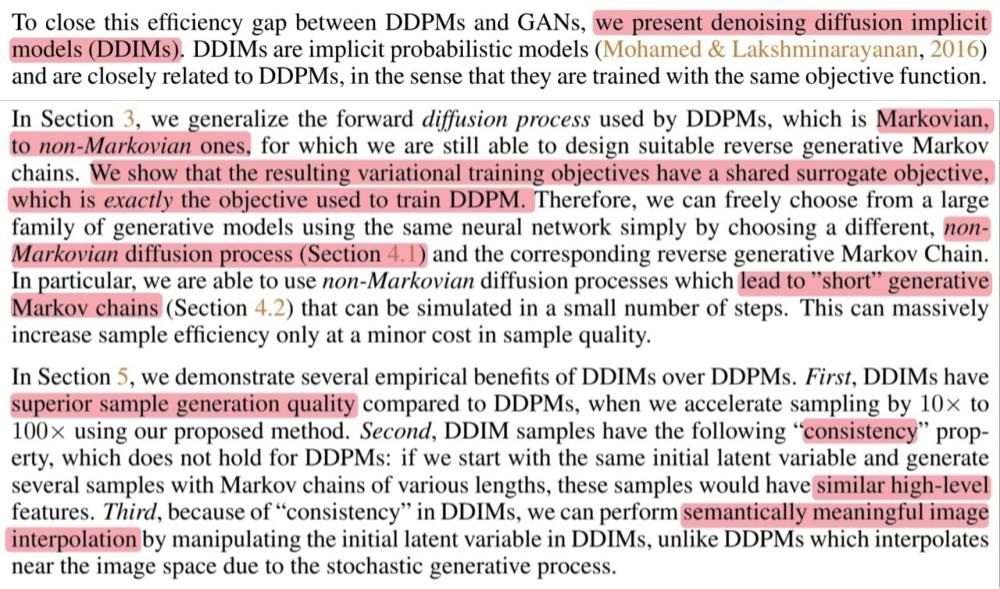 To close this efficiency gap between DDPMs and GANs, we present denoising diffusion implicit
models (DDIMs). DDIMs are implicit probabilistic models (Mohamed & Lakshminarayanan, 2016)
and are closely related to DDPMs, in the sense that they are trained with the same objective function.
In Section 3, we generalize the forward diffusion process used by DDPMs, which is Markovian,
to non-Markovian ones, for which we are still able to design suitable reverse generative Markov
chains. We show that the resulting variational training objectives have a shared surrogate objective,
which is exactly the objective used to train DDPM. Therefore, we can freely choose from a large
family of generative models using the same neural network simply by choosing a different, non-
Markovian diffusion process (Section 4.1) and the corresponding reverse generative Markov Chain.
In particular, we are able to use non-Markovian diffusion processes which lead to ”short” generative
Markov chains (Section 4.2) that can be simulated in a small number of steps. This can massively
increase sample efficiency only at a minor cost in sample quality.
In Section 5, we demonstrate several empirical benefits of DDIMs over DDPMs. First, DDIMs have
superior sample generation quality compared to DDPMs, when we accelerate sampling by 10× to
100× using our proposed method. Second, DDIM samples have the following “consistency” prop-
erty, which does not hold for DDPMs: if we start with the same initial latent variable and generate
several samples with Markov chains of various lengths, these samples would have similar high-level
features. Third, because of “consistency” in DDIMs, we can perform semantically meaningful image
interpolation by manipulating the initial latent variable in DDIMs, unlike DDPMs which interpolates
near the image space due to the stochastic generative process.